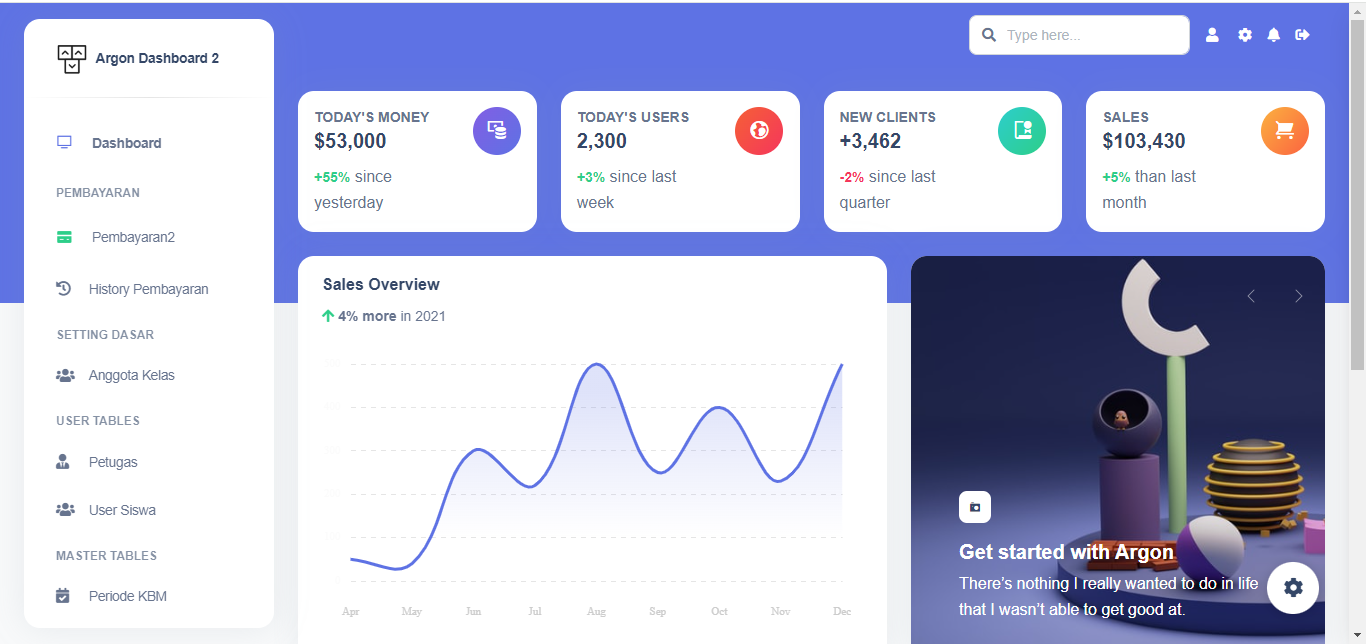 Argon Dashboard 2
Dashboard
PEMBAYARAN
Pembayaran2
History Pembayaran
SETTING DASAR
Anggota Kelas
USER TABLES
Petugas
User Siswa
MASTER TABLES
Periode KBM
Type here...
TODAY'S MONEY
$53,000
+55% since
yesterday
TODAY'S USERS
2,300
+3% since last
week
NEW CLIENTS
+3,462
-2% since last
quarter
SALES
$103,430
+5% than last
month
Sales Overview
4% more in 2021
Apr May Jun Jul Aug Sep Oct Nov Dec
Get started with Argon
There's nothing I really wanted to do in life
that I wasn't able to get good at.